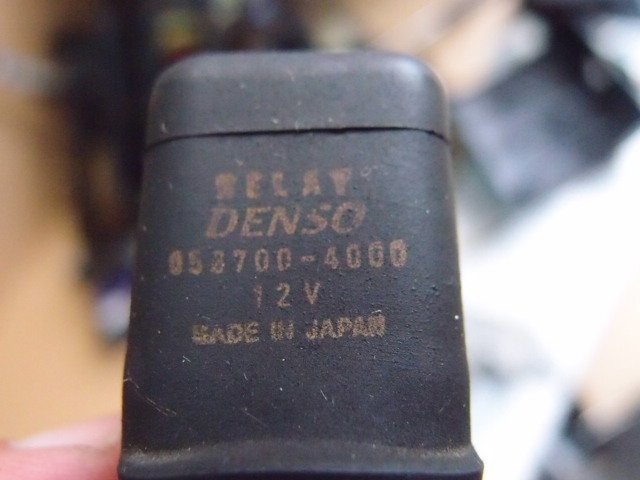 RELAY
DENSO
058700-4000
12V
MADE IN JAPAN